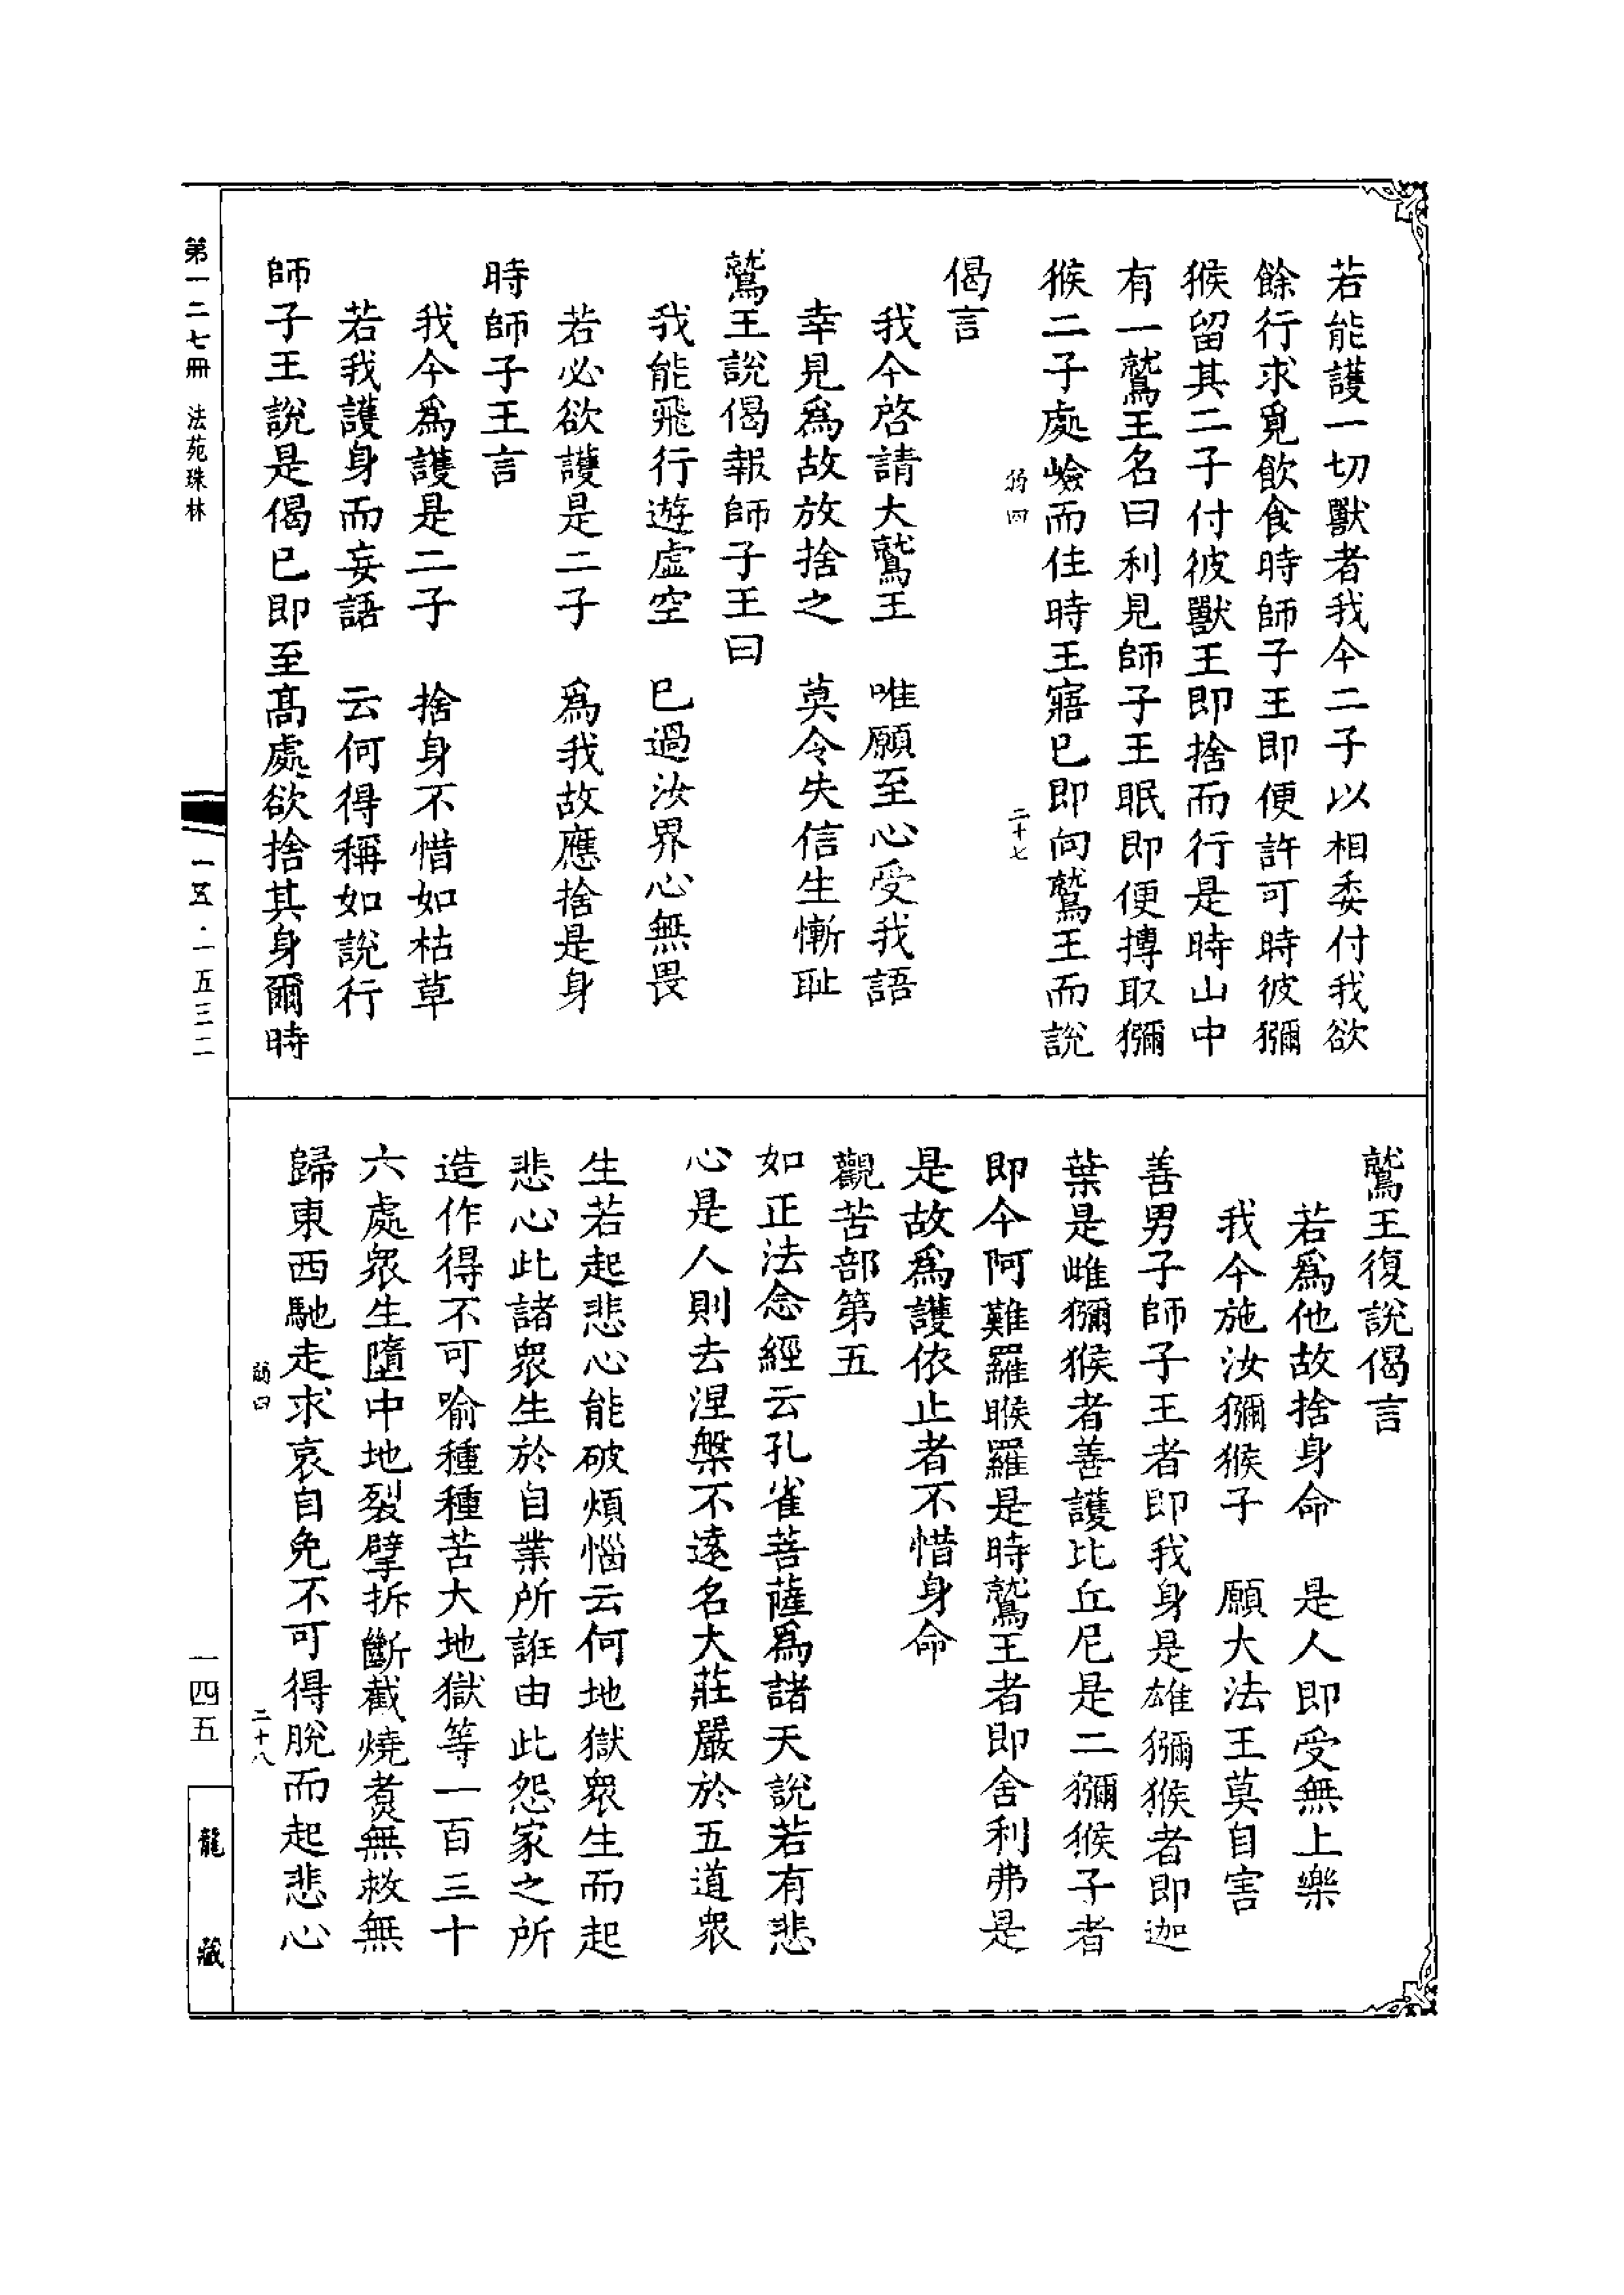 若能護一切獸者我今二子以相委付我欲
餘行求覓飲食時師子王即便許可時彼獼
猴留其二子付彼獸王即捨而行是時山中
有一鷲王名曰利見師子王眠即便摶取獼
猴二子處嶮而住時王寤已即向鷲王而說
偈言
我今啓請大鷲王　唯願至心受我語
幸見爲故放捨之　莫令失信生慚耻
鷲王說偈報師子王曰
我能飛行遊虛空　已過汝界心無畏
若必欲護是二子　爲我故應捨是身
時師子王言
我今爲護是二子　捨身不惜如枯草
若我護身而妄語　云何得稱如說行
師子王說是偈已即至高處欲捨其身爾時
鷲王復說偈言
若爲他故捨身命　是人即受無上樂
我今施汝獼猴子　願大法王莫自害
善男子師子王者即我身是雄獼猴者即迦
葉是雌獼猴者善護比丘尼是二獼猴子者
即今阿難羅睺羅是時鷲王者即舍利弗是
是故爲護依止者不惜身命
觀苦部第五
如正法念經云孔雀菩薩爲諸天說若有悲
心是人則去涅槃不遠名大莊嚴於五道衆
生若起悲心能破煩惱云何地獄衆生而起
悲心此諸衆生於自業所誑由此怨家之所
造作得不可喻種種苦大地獄等一百三十
六處衆生墮中地裂擘拆斷截燒煮無救無
歸東西馳走求哀自免不可得脫而起悲心
二十七
二十八
第一二七冊　法苑珠林
一五·一五三二
一四五
龍藏